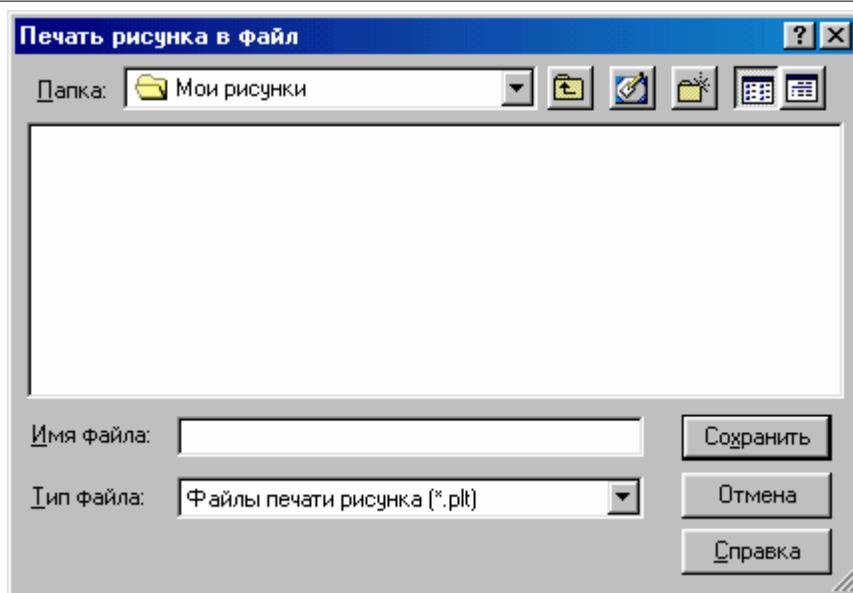 Печать рисунка в файл
Папка: Мои рисунки
Имя файла:
Сохранить
Тип файла: Файлы печати рисунка (*.plt)
Отмена
Справка